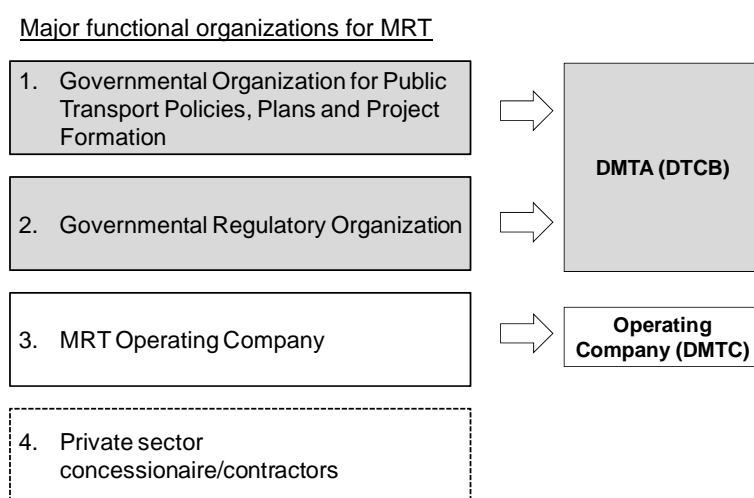 Major functional organizations for MRT
1. Governmental Organization for Public
Transport Policies, Plans and Project
Formation
DMTA (DTCB)
2. Governmental Regulatory Organization
3. MRT Operating Company
Operating
Company (DMTC)
4. Private sector
concessionaire/contractors